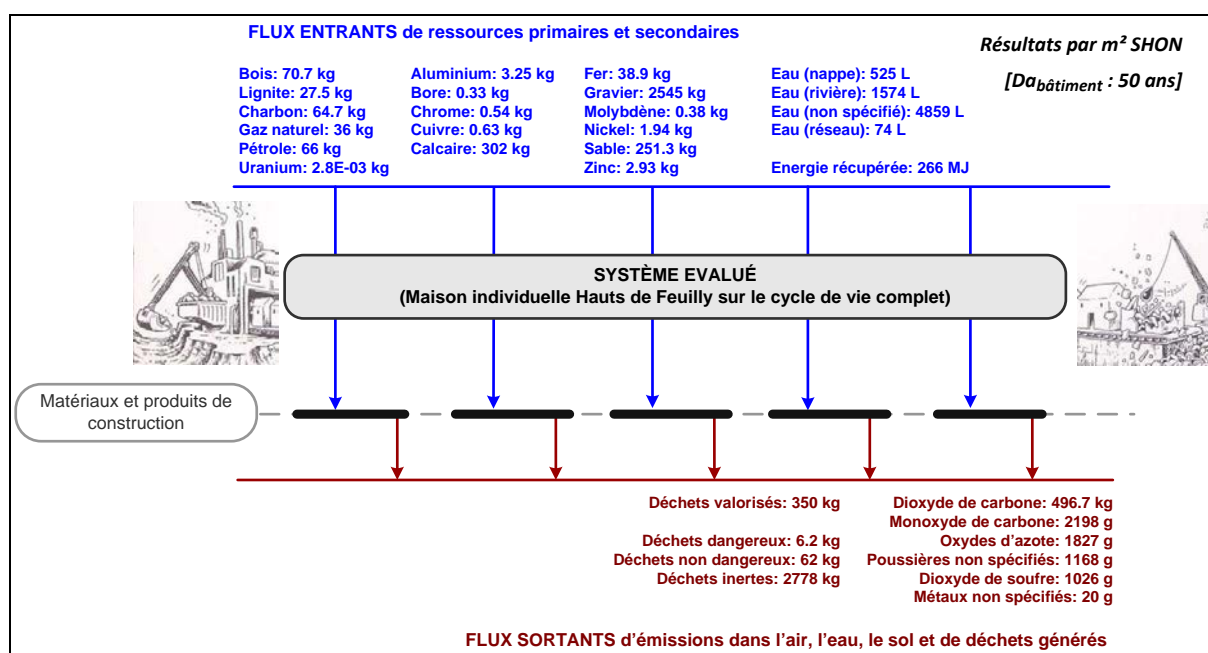 FLUX ENTRANTS de ressources primaires et secondaires
Résultats par m² SHON
[Dabâtiment : 50 ans]
Bois: 70.7 kg
Lignite: 27.5 kg
Charbon: 64.7 kg
Gaz naturel: 36 kg
Pétrole: 66 kg
Uranium: 2.8E-03 kg
Aluminium: 3.25 kg
Bore: 0.33 kg
Chrome: 0.54 kg
Cuivre: 0.63 kg
Calcaire: 302 kg
Fer: 38.9 kg
Gravier: 2545 kg
Molybdène: 0.38 kg
Nickel: 1.94 kg
Sable: 251.3 kg
Zinc: 2.93 kg
Eau (nappe): 525 L
Eau (rivière): 1574 L
Eau (non spécifié): 4859 L
Eau (réseau): 74 L
Energie récupérée: 266 MJ
SYSTÈME EVALUÉ
(Maison individuelle Hauts de Feuilly sur le cycle de vie complet)
Matériaux et produits de
construction
Déchets valorisés: 350 kg
Déchets dangereux: 6.2 kg
Déchets non dangereux: 62 kg
Déchets inertes: 2778 kg
Dioxyde de carbone: 496.7 kg
Monoxyde de carbone: 2198 g
Oxydes d'azote: 1827 g
Poussières non spécifiés: 1168 g
Dioxyde de soufre: 1026 g
Métaux non spécifiés: 20 g
FLUX SORTANTS d'émissions dans l'air, l'eau, le sol et de déchets générés